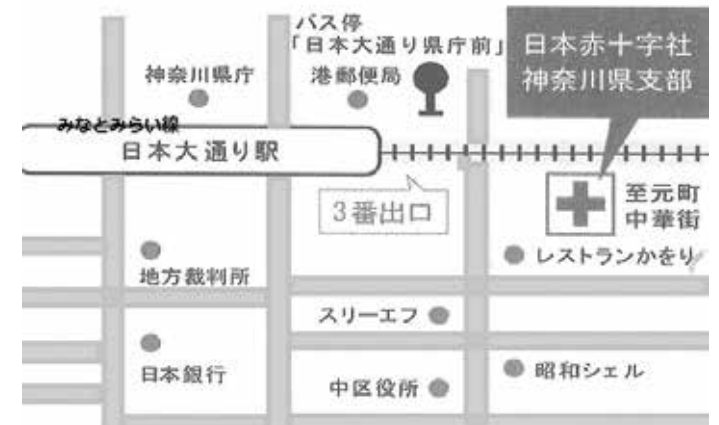 バス停
「日本大通り県庁前」
日本赤十字社
神奈川県支部
神奈川県庁
港郵便局
みなとみらい線
日本大通り駅
3番出口
至元町
中華街
レストランかをり
地方裁判所
スリーエフ
日本銀行
中区役所
昭和シェル